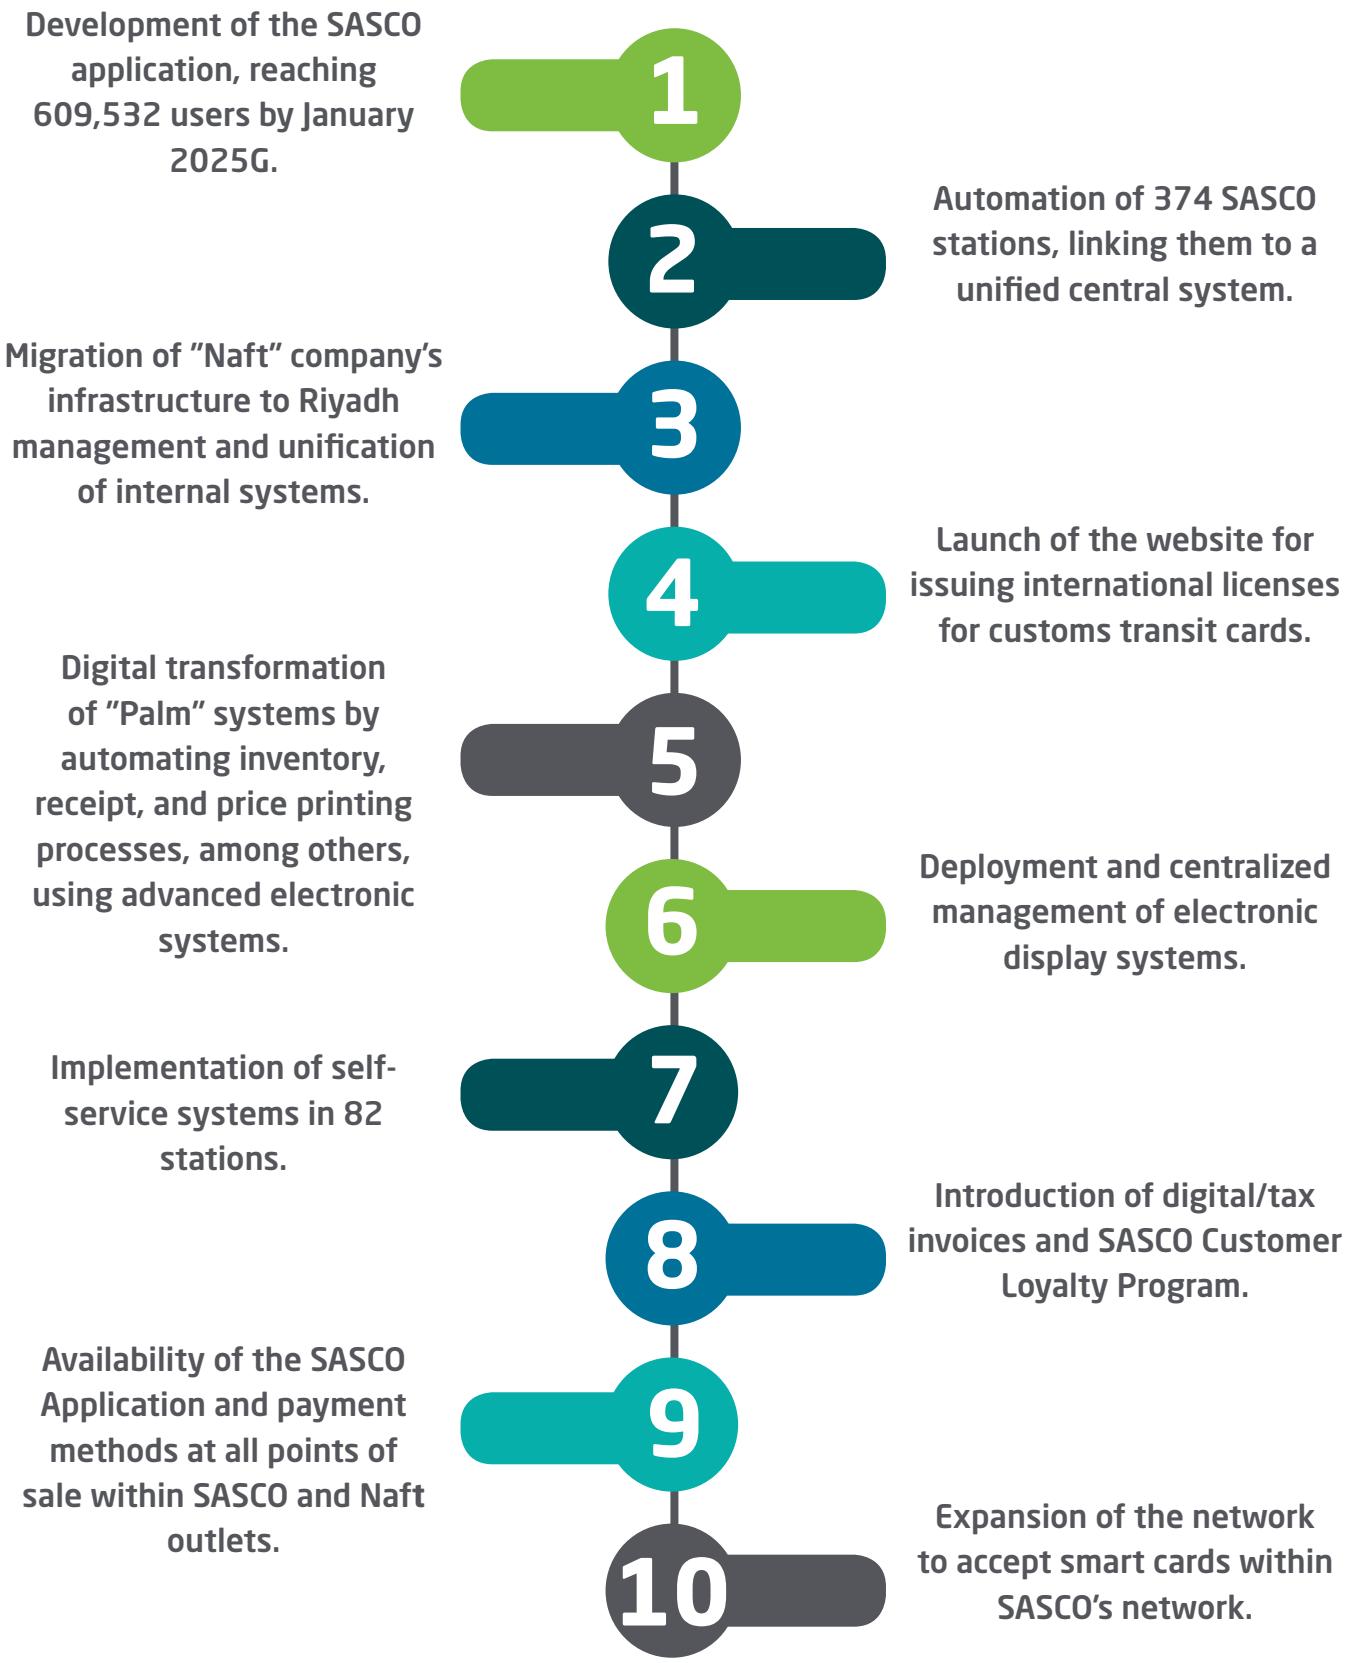 Development of the SASCO
application, reaching
609,532 users by January
2025G.
1
2
Automation of 374 SASCO
stations, linking them to a
unified central system.
Migration of "Naft" company's
infrastructure to Riyadh
management and unification
of internal systems.
3
4
Launch of the website for
issuing international licenses
for customs transit cards.
Digital transformation
of "Palm" systems by
automating inventory,
receipt, and price printing
processes, among others,
using advanced electronic
systems.
5
6
Deployment and centralized
management of electronic
display systems.
Implementation of self-
service systems in 82
stations.
7
8
Introduction of digital/tax
invoices and SASCO Customer
Loyalty Program.
Availability of the SASCO
Application and payment
methods at all points of
sale within SASCO and Naft
outlets.
9
10
Expansion of the network
to accept smart cards within
SASCO's network.